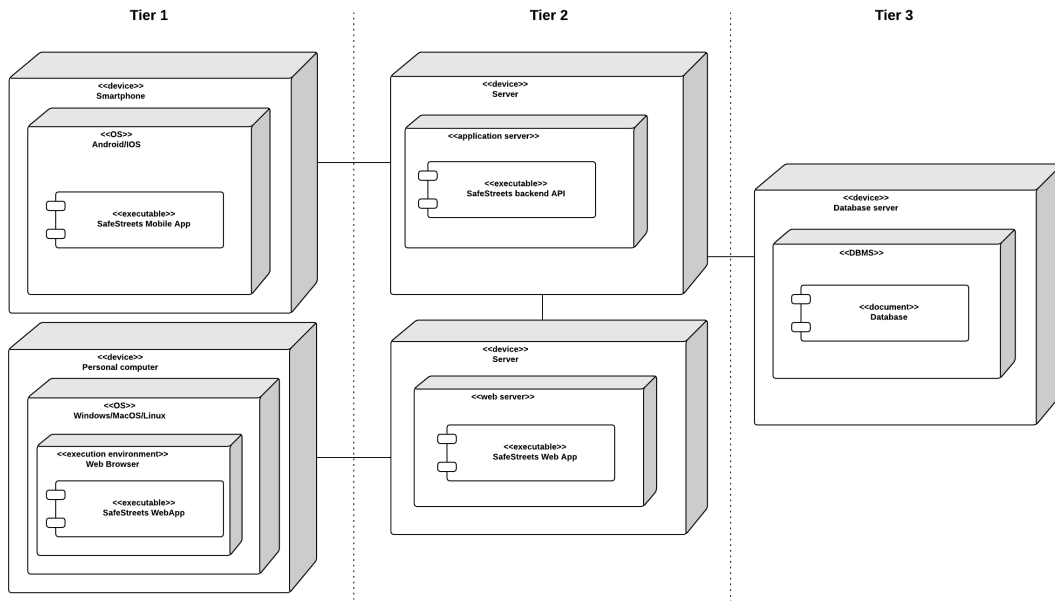 Tier 1
Tier 2
Tier 3
<<device>>
Smartphone
<<OS>>
Android/IOS
<<executable>>
SafeStreets Mobile App
<<device>>
Personal computer
<<OS>>
Windows/MacOS/Linux
<<execution environment>>
Web Browser
<<executable>>
SafeStreets WebApp
<<device>>
Server
<<application server>>
<<executable>>
SafeStreets backend API
<<device>>
Server
<<web server>>
<<executable>>
SafeStreets Web App
<<device>>
Database server
<<DBMS>>
<<document>>
Database